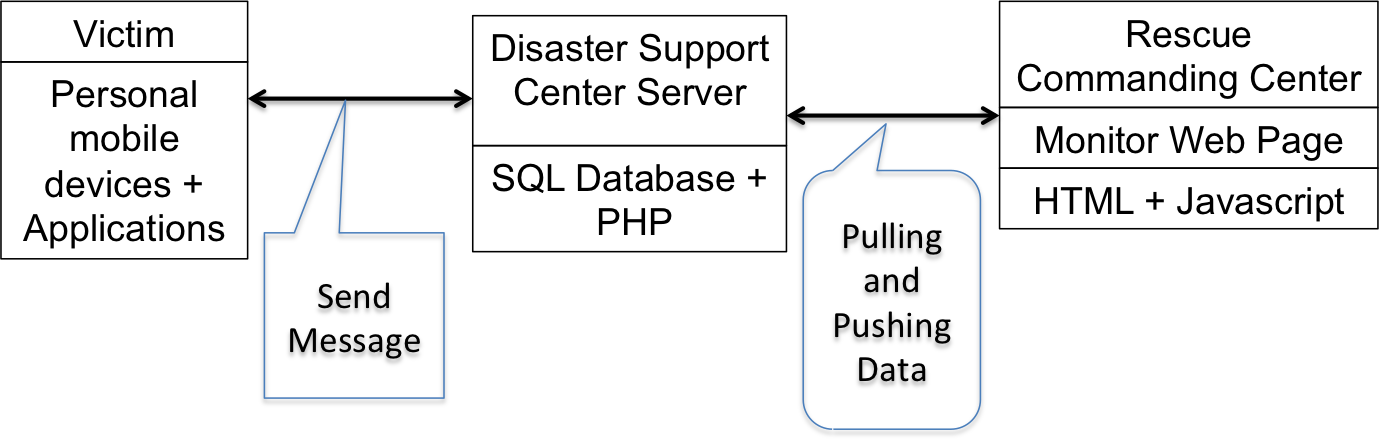 Victim
Personal
mobile
devices +
Applications
Send
Message
Disaster Support
Center Server
SQL Database +
PHP
Pulling
and
Pushing
Data
Rescue
Commanding Center
Monitor Web Page
HTML + Javascript